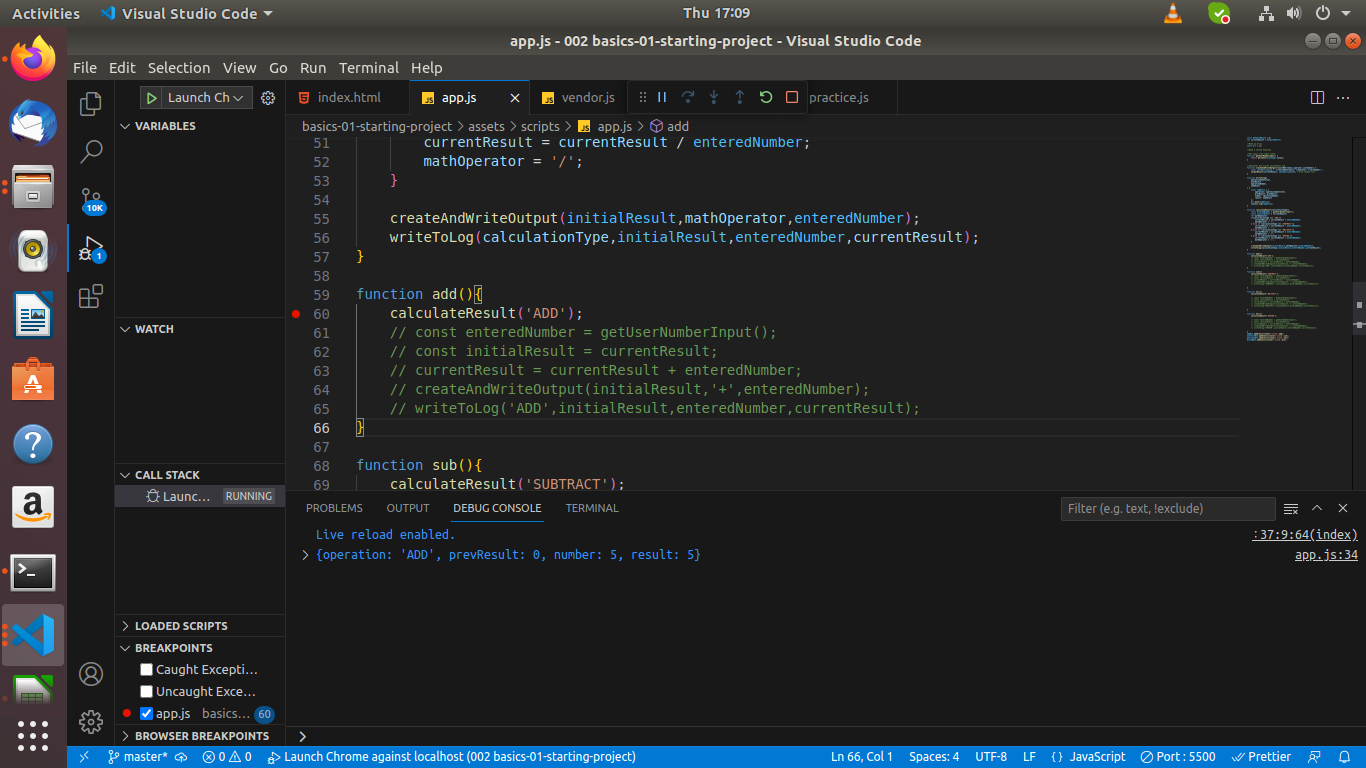 Activities
Visual Studio Code
Thu 17:09
app.js - 002 basics-01-starting-project - Visual Studio Code
File Edit Selection View Go Run Terminal Help
Launch Ch
index.html
app.js
vendor.js
practice.js
basics-01-starting-project > assets > scripts > app.js > add
VARIABLES
WATCH
CALL STACK
Launc... RUNNING
LOADED SCRIPTS
BREAKPOINTS
Caught Excepti...
Uncaught Exce...
app.js basics... 60
BROWSER BREAKPOINTS
10K
1
51 currentResult = currentResult / enteredNumber;
52 mathOperator = '/';
53 }
54
55 createAndWriteOutput(initialResult,mathOperator,enteredNumber);
56 writeToLog(calculationType,initialResult,enteredNumber,currentResult);
57 }
58
59 function add(){
60 calculateResult('ADD');
61 // const enteredNumber = getUserNumberInput();
62 // const initialResult = currentResult;
63 // currentResult = currentResult + enteredNumber;
64 // createAndWriteOutput(initialResult,'+',enteredNumber);
65 // writeToLog('ADD',initialResult,enteredNumber,currentResult);
66 }
67
68 function sub(){
69 calculateResult('SUBTRACT');
PROBLEMS OUTPUT DEBUG CONSOLE TERMINAL
Filter (e.g. text, !exclude)
Live reload enabled. :37:9:64(index)
> {operation: 'ADD', prevResult: 0, number: 5, result: 5} app.js:34
>
master* 0 0 Launch Chrome against localhost (002 basics-01-starting-project) Ln 66, Col 1 Spaces: 4 UTF-8 LF {} JavaScript Port : 5500 Prettier